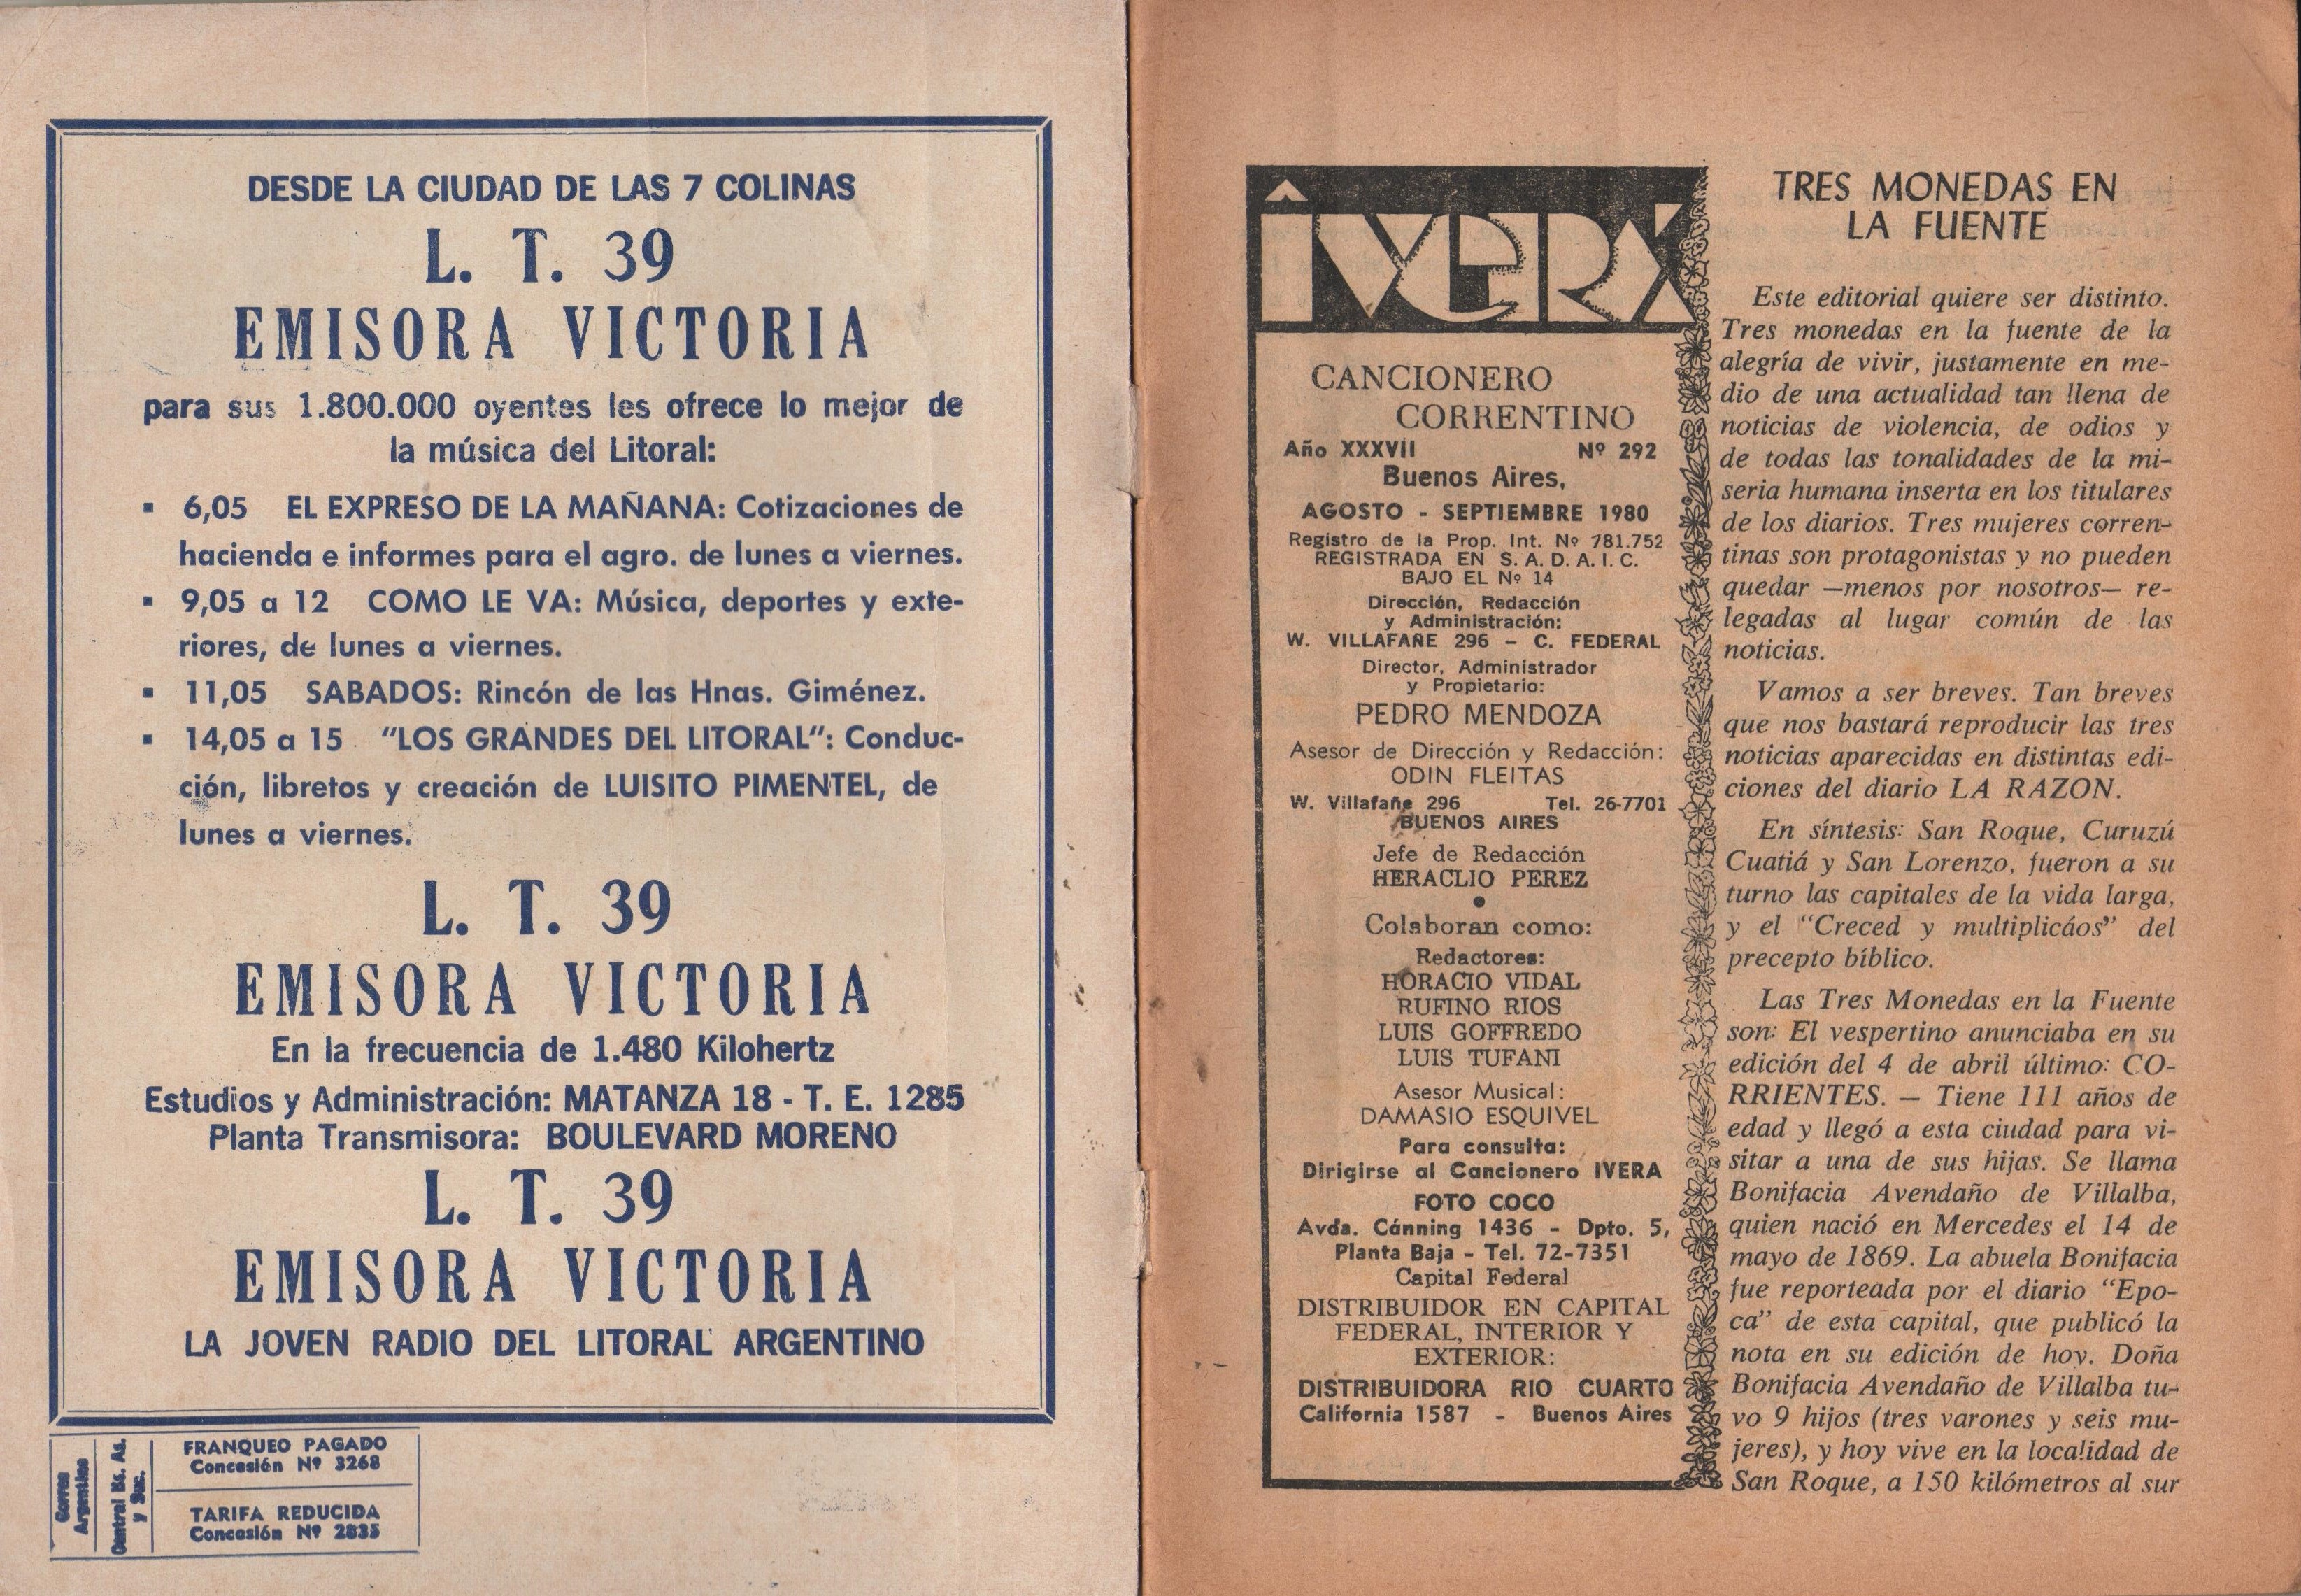 DESDE LA CIUDAD DE LAS 7 COLINAS
L. T. 39
EMISORA VICTORIA
para sus 1.800.000 oyentes les ofrece lo mejor de
la música del Litoral:
▪ 6,05 EL EXPRESO DE LA MAÑANA: Cotizaciones de
hacienda e informes para el agro. de lunes a viernes.
▪ 9,05 a 12 COMO LE VA: Música, deportes y exte-
riores, de lunes a viernes.
▪ 11,05 SABADOS: Rincón de las Hnas. Giménez.
▪ 14,05 a 15 "LOS GRANDES DEL LITORAL": Conduc-
ción, libretos y creación de LUISITO PIMENTEL, de
lunes a viernes.
L. T. 39
EMISORA VICTORIA
En la frecuencia de 1.480 Kilohertz
Estudios y Administración: MATANZA 18 - T. E. 1285
Planta Transmisora: BOULEVARD MORENO
L. T. 39
EMISORA VICTORIA
LA JOVEN RADIO DEL LITORAL ARGENTINO
Correo
Argentino
Central Bs. As.
y Suc.
FRANQUEO PAGADO
Concesión Nº 3268
TARIFA REDUCIDA
Concesión Nº 2835
iVERÁ
CANCIONERO
CORRENTINO
Año XXXVII Nº 292
Buenos Aires,
AGOSTO - SEPTIEMBRE 1980
Registro de la Prop. Int. Nº 781.752
REGISTRADA EN S. A. D. A. I. C.
BAJO EL Nº 14
Dirección, Redacción
y Administración:
W. VILLAFAÑE 296 – C. FEDERAL
Director, Administrador
y Propietario:
PEDRO MENDOZA
Asesor de Dirección y Redacción:
ODIN FLEITAS
W. Villafañe 296 Tel. 26-7701
BUENOS AIRES
Jefe de Redacción
HERACLIO PEREZ
●
Colaboran como:
Redactores:
HORACIO VIDAL
RUFINO RIOS
LUIS GOFFREDO
LUIS TUFANI
Asesor Musical:
DAMASIO ESQUIVEL
Para consulta:
Dirigirse al Cancionero IVERA
FOTO COCO
Avda. Cánning 1436 – Dpto. 5,
Planta Baja – Tel. 72-7351
Capital Federal
DISTRIBUIDOR EN CAPITAL
FEDERAL, INTERIOR Y
EXTERIOR:
DISTRIBUIDORA RIO CUARTO
California 1587 - Buenos Aires
TRES MONEDAS EN
LA FUENTE
Este editorial quiere ser distinto.
Tres monedas en la fuente de la
alegría de vivir, justamente en me-
dio de una actualidad tan llena de
noticias de violencia, de odios y
de todas las tonalidades de la mi-
seria humana inserta en los titulares
de los diarios. Tres mujeres corren-
tinas son protagonistas y no pueden
quedar —menos por nosotros— re-
legadas al lugar común de las
noticias.
Vamos a ser breves. Tan breves
que nos bastará reproducir las tres
noticias aparecidas en distintas edi-
ciones del diario LA RAZON.
En síntesis: San Roque, Curuzú
Cuatiá y San Lorenzo, fueron a su
turno las capitales de la vida larga,
y el "Creced y multiplicáos" del
precepto bíblico.
Las Tres Monedas en la Fuente
son: El vespertino anunciaba en su
edición del 4 de abril último: CO-
RRIENTES. — Tiene 111 años de
edad y llegó a esta ciudad para vi-
sitar a una de sus hijas. Se llama
Bonifacia Avendaño de Villalba,
quien nació en Mercedes el 14 de
mayo de 1869. La abuela Bonifacia
fue reporteada por el diario "Epo-
ca" de esta capital, que publicó la
nota en su edición de hoy. Doña
Bonifacia Avendaño de Villalba tu-
vo 9 hijos (tres varones y seis mu-
jeres), y hoy vive en la localidad de
San Roque, a 150 kilómetros al sur